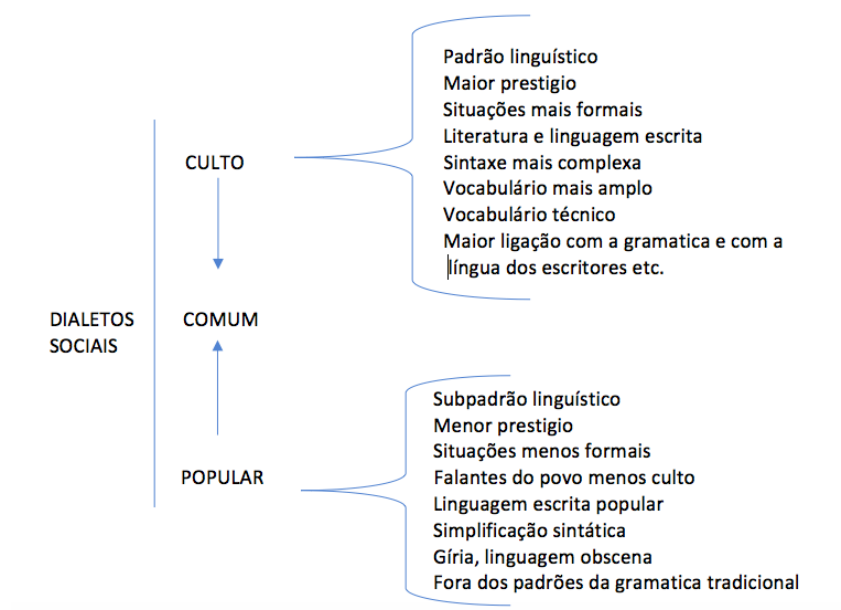 Padrão linguístico
Maior prestigio
Situações mais formais
Literatura e linguagem escrita
CULTO
Sintaxe mais complexa
Vocabulário mais amplo
Vocabulário técnico
Maior ligação com a gramatica e com a
língua dos escritores etc.
DIALETOS
SOCIAIS
COMUM
Subpadrão linguístico
Menor prestigio
Situações menos formais
POPULAR
Falantes do povo menos culto
Linguagem escrita popular
Simplificação sintática
Gíria, linguagem obscena
Fora dos padrões da gramatica tradicional